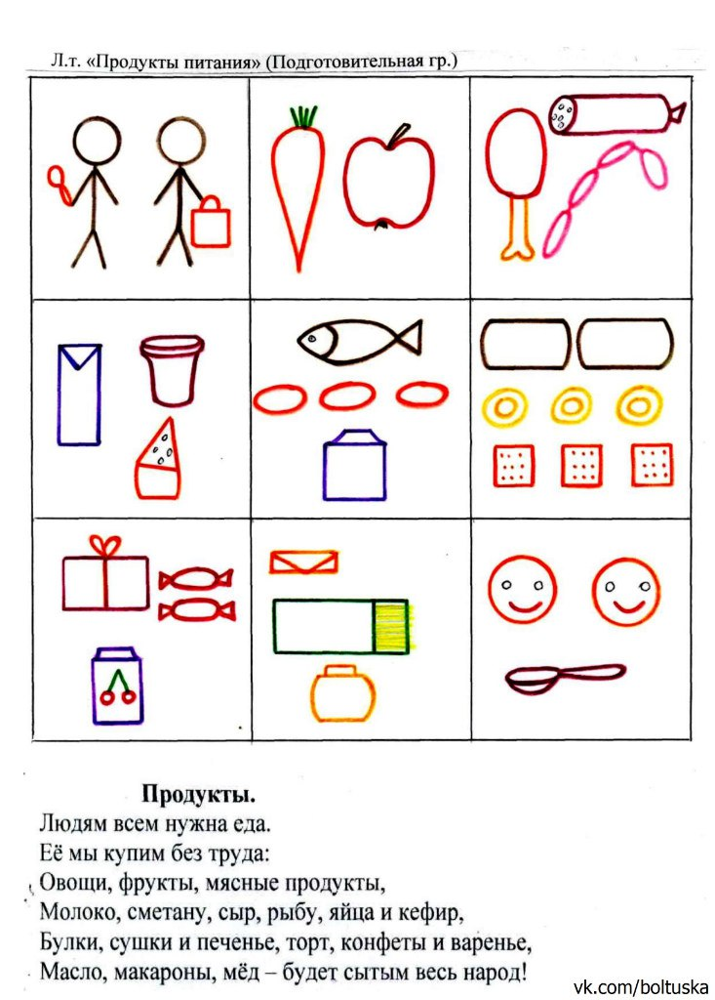 Л.т. «Продукты питания» (Подготовительная гр.)
Продукты.
Людям всем нужна еда.
Её мы купим без труда:
Овощи, фрукты, мясные продукты,
Молоко, сметану, сыр, рыбу, яйца и кефир,
Булки, сушки и печенье, торт, конфеты и варенье,
Масло, макароны, мёд – будет сытым весь народ!
vk.com/boltuska